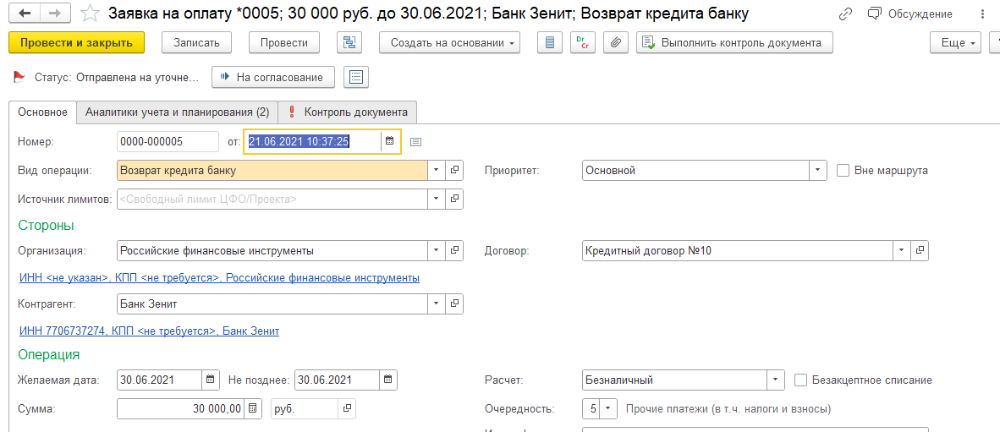 Заявка на оплату *0005; 30 000 руб. до 30.06.2021; Банк Зенит; Возврат кредита банку Обсуждение
Провести и закрыть Записать Провести Создать на основании Dr Cr Выполнить контроль документа Еще
Статус: Отправлена на уточне... На согласование
Основное Аналитики учета и планирования (2) Контроль документа
Номер: 0000-000005 от: 21.06.2021 10:37:25
Вид операции: Возврат кредита банку Приоритет: Основной Вне маршрута
Источник лимитов: <Свободный лимит ЦФО/Проекта>
Стороны
Организация: Российские финансовые инструменты Договор: Кредитный договор №10
ИНН <не указан>, КПП <не требуется>, Российские финансовые инструменты
Контрагент: Банк Зенит
ИНН 7706737274, КПП <не требуется>, Банк Зенит
Операция
Желаемая дата: 30.06.2021 Не позднее: 30.06.2021 Расчет: Безналичный Безакцептное списание
Сумма: 30 000,00 руб. Очередность: 5 Прочие платежи (в т.ч. налоги и взносы)